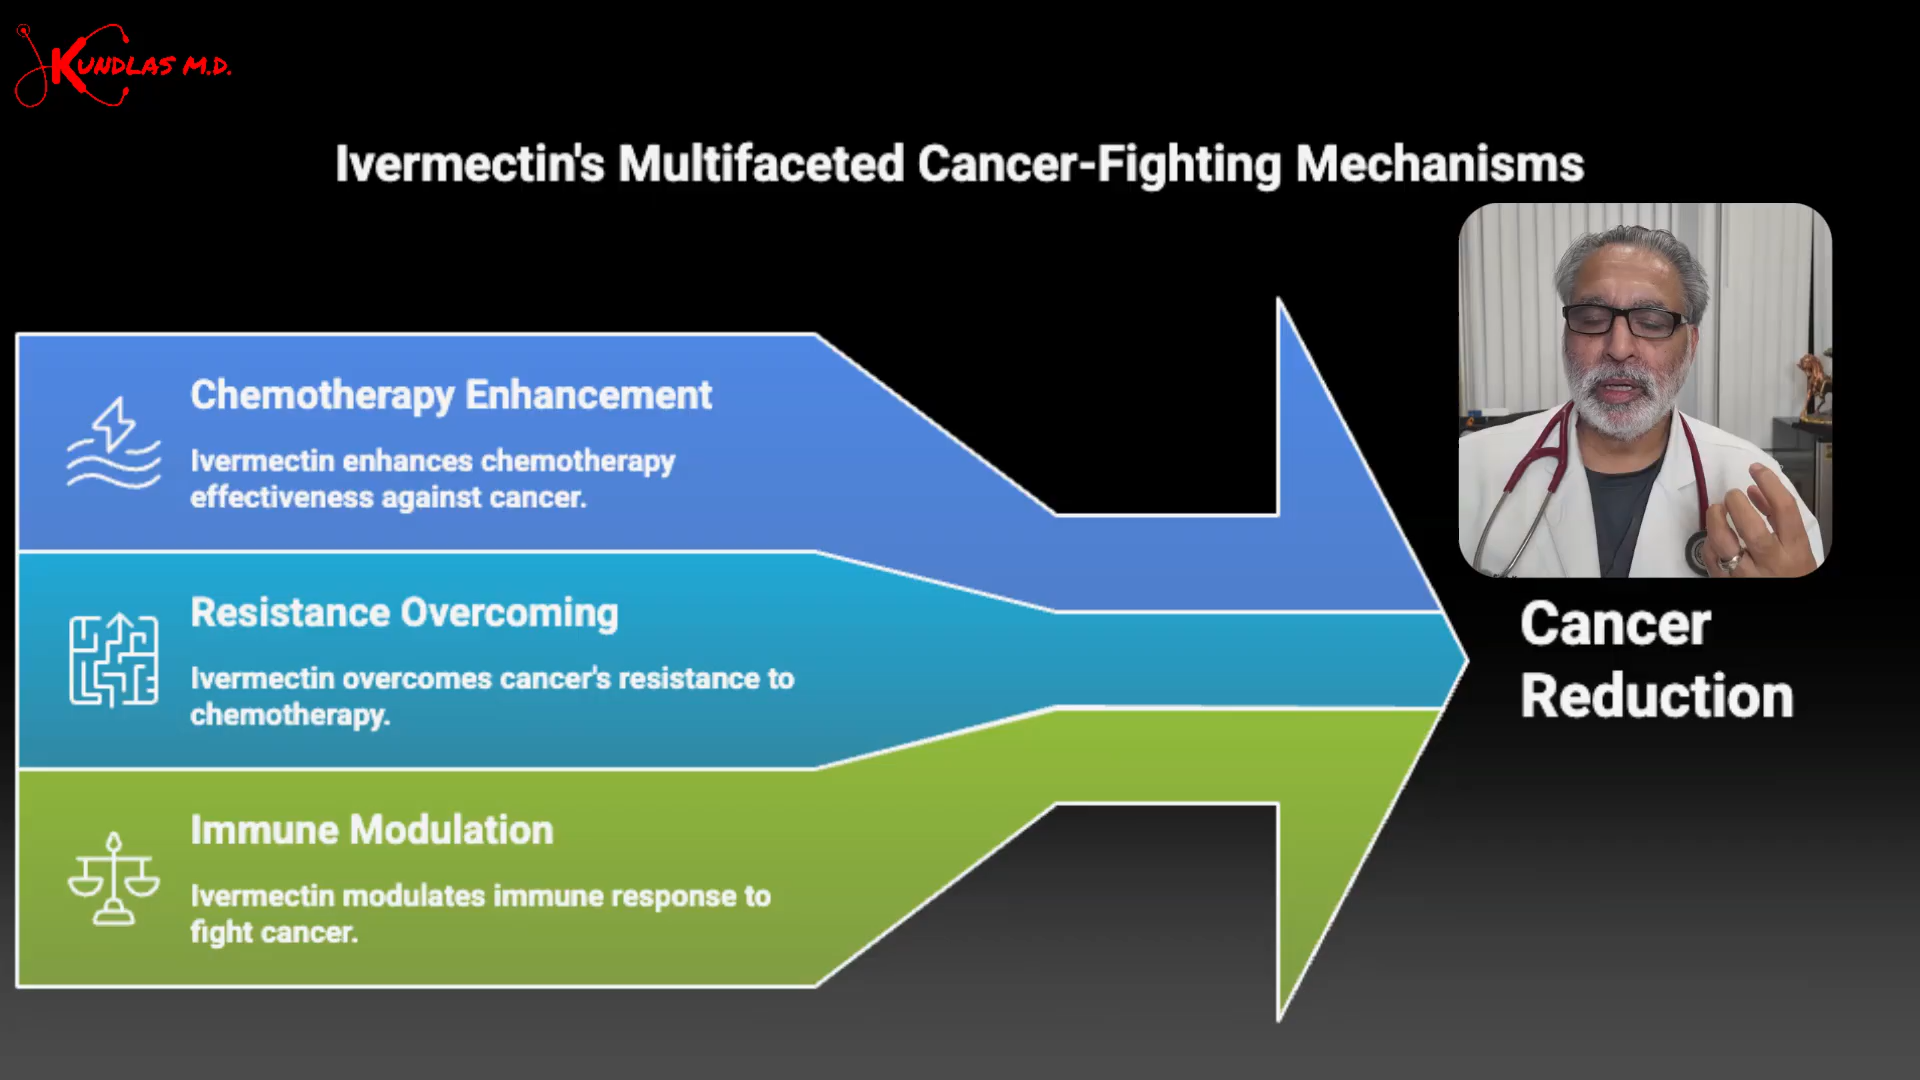 KUNDLAS M.D.
Ivermectin's Multifaceted Cancer-Fighting Mechanisms
Chemotherapy Enhancement
Ivermectin enhances chemotherapy
effectiveness against cancer.
Resistance Overcoming
Ivermectin overcomes cancer's resistance to
chemotherapy.
Immune Modulation
Ivermectin modulates immune response to
fight cancer.
Cancer
Reduction